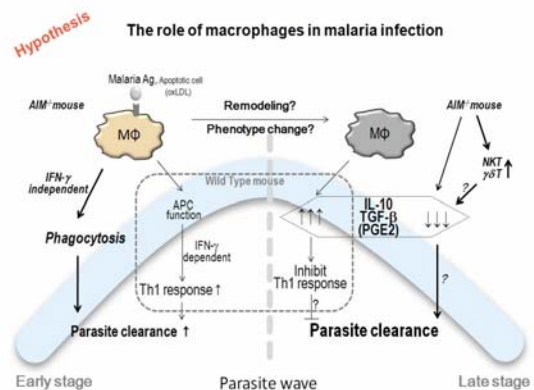 Hypothesis
The role of macrophages in malaria infection
Malaria Ag, Apoptotic cell
(oxLDL)
AIM-/-mouse
MΦ
Remodeling?
Phenotype change?
MΦ
AIM-/-mouse
IFN-γ
independent
Phagocytosis
Parasite clearance ↑
Wild Type mouse
APC
function
IFN-γ
dependent
Th1 response ↑
↑↑↑
IL-10
TGF-β
(PGE2)
↓↓↓
Inhibit
Th1 response
?
NKT
γδT ↑
?
?
Parasite clearance
Early stage
Parasite wave
Late stage